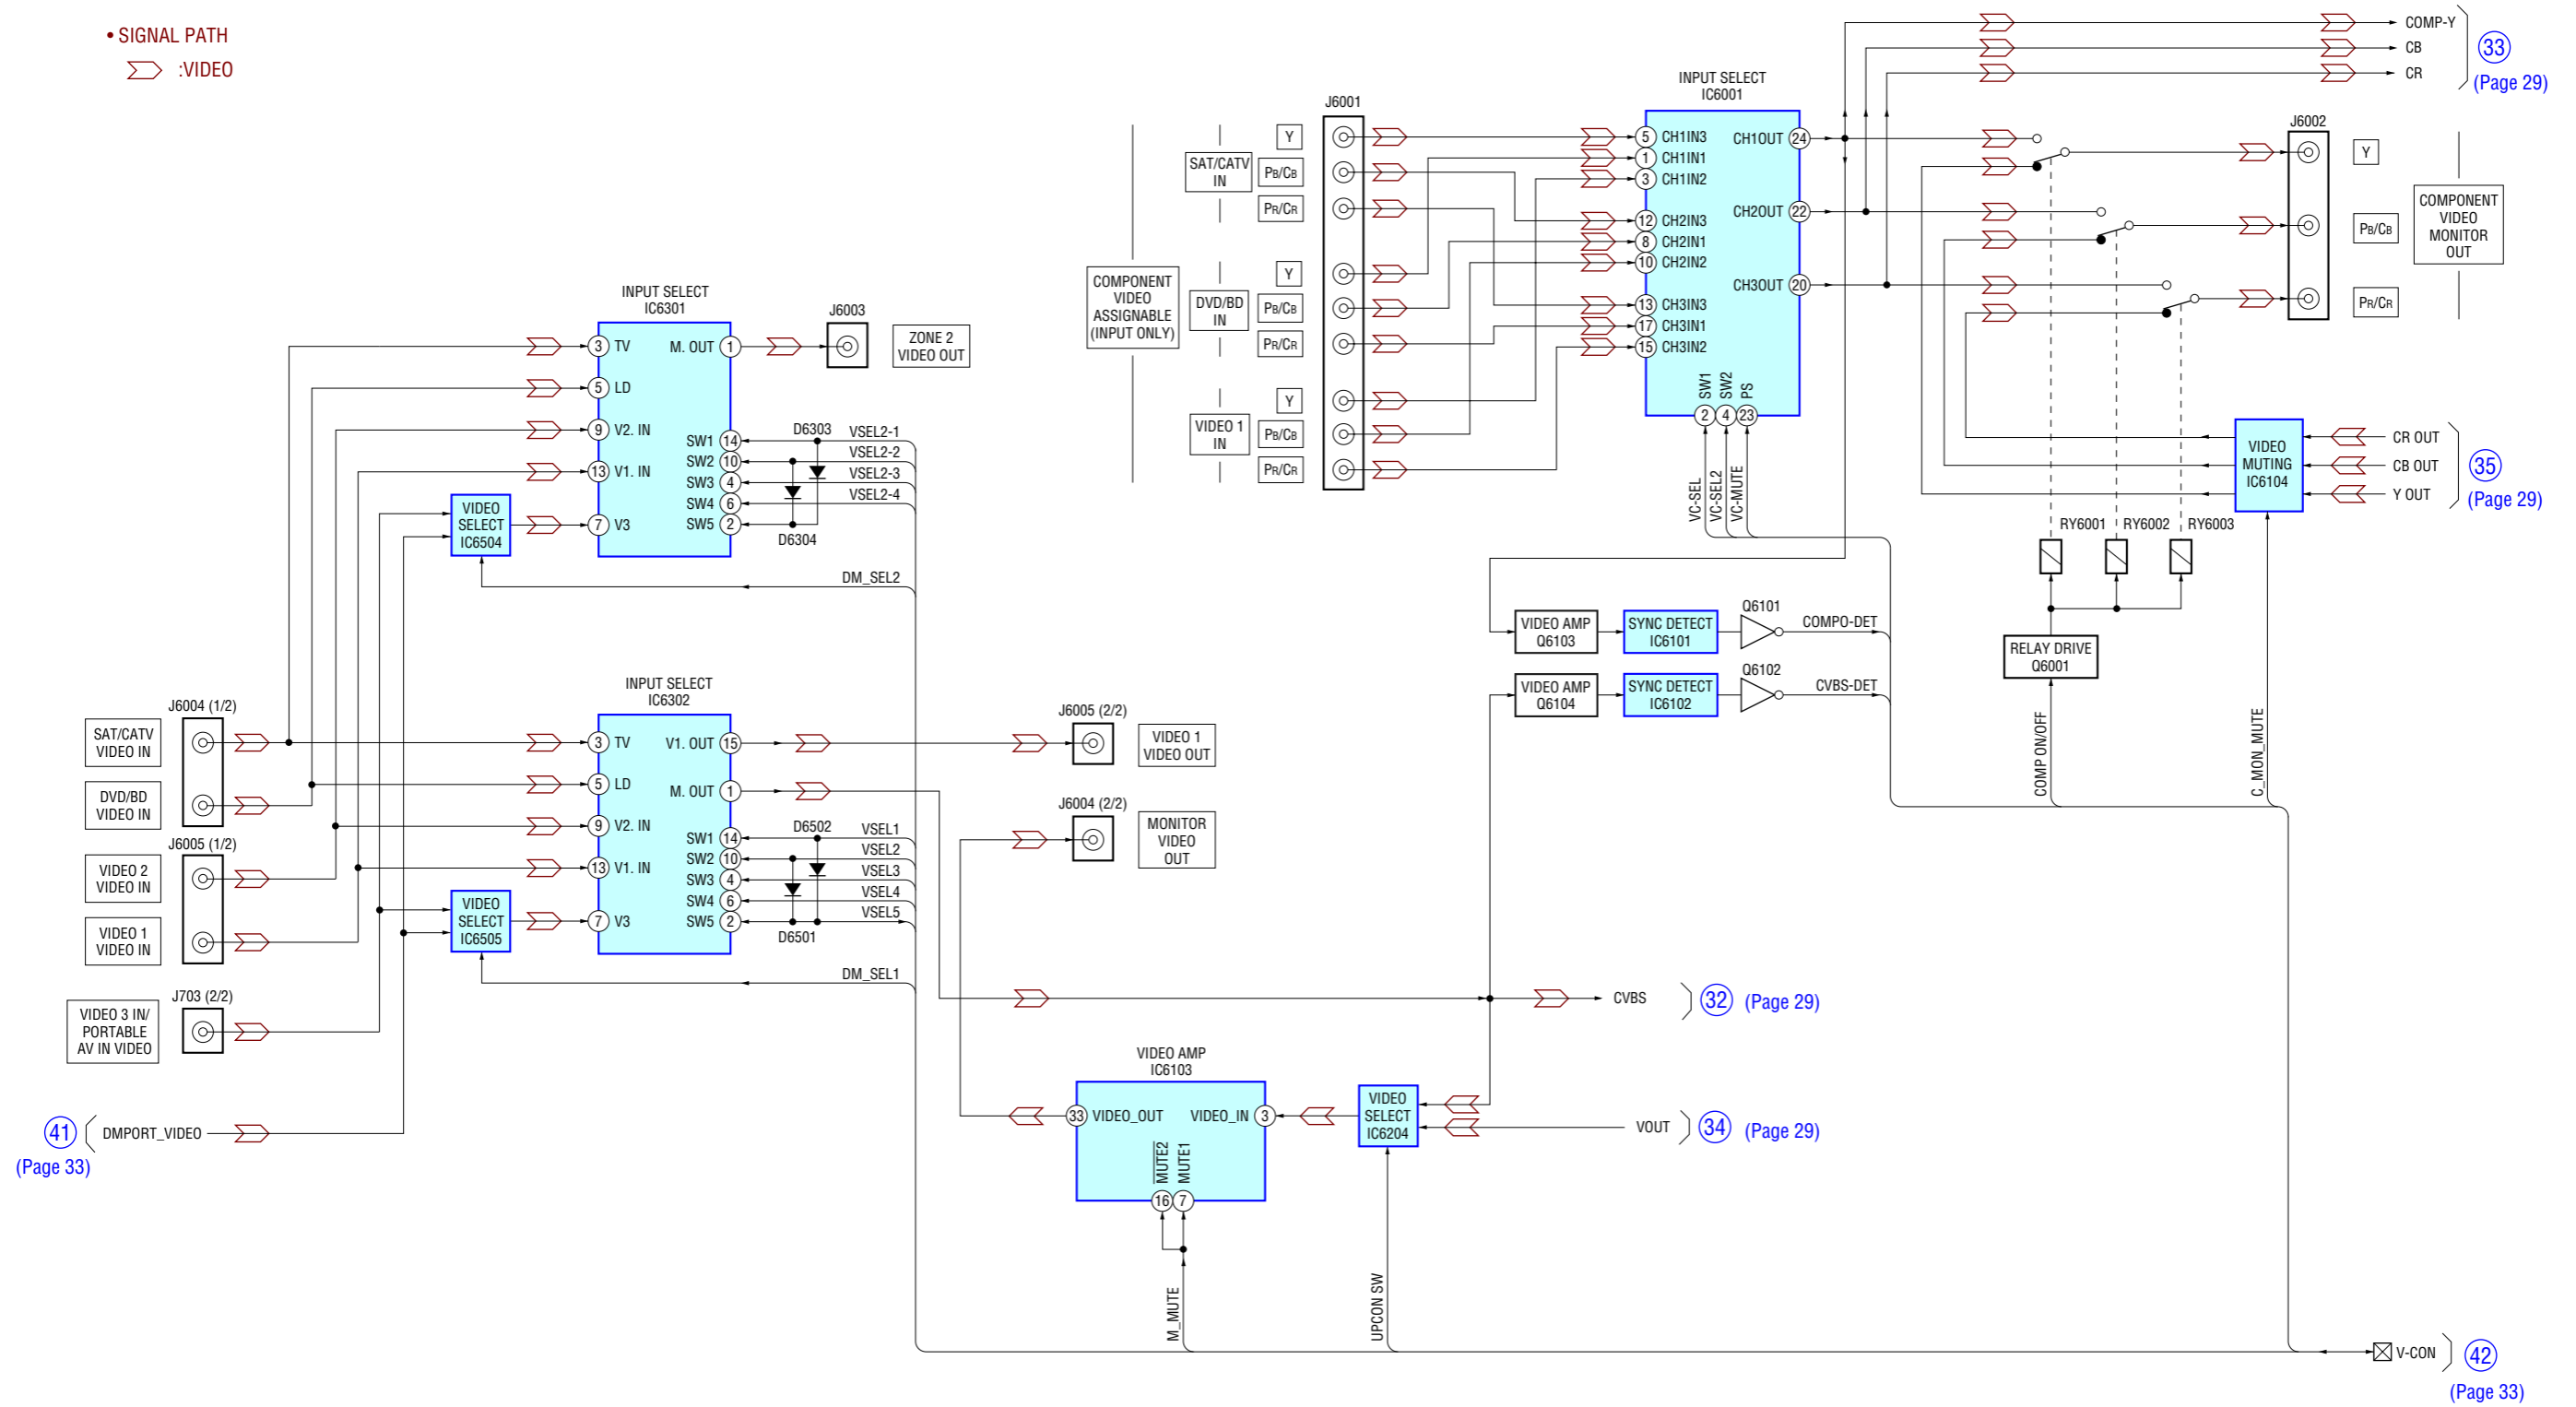 • SIGNAL PATH
:VIDEO
COMP-Y
CB
CR
33
(Page 29)
INPUT SELECT
IC6001
J6001
Y
SAT/CATV
IN
PB/CB
PR/CR
COMPONENT
VIDEO
ASSIGNABLE
(INPUT ONLY)
Y
DVD/BD
IN
PB/CB
PR/CR
Y
VIDEO 1
IN
PB/CB
PR/CR
5 CH1IN3
1 CH1IN1
3 CH1IN2
12 CH2IN3
8 CH2IN1
10 CH2IN2
13 CH3IN3
17 CH3IN1
15 CH3IN2
CH1OUT 24
CH2OUT 22
CH3OUT 20
SW1
SW2
PS
2 4 23
VC-SEL
VC-SEL2
VC-MUTE
J6002
Y
PB/CB
PR/CR
COMPONENT
VIDEO
MONITOR
OUT
VIDEO
MUTING
IC6104
CR OUT
CB OUT
Y OUT
35
(Page 29)
RY6001
RY6002
RY6003
RELAY DRIVE
Q6001
COMP ON/OFF
C_MON_MUTE
INPUT SELECT
IC6301
3 TV
5 LD
9 V2. IN
13 V1. IN
7 V3
M. OUT 1
SW1 14
SW2 10
SW3 4
SW4 6
SW5 2
J6003
ZONE 2
VIDEO OUT
D6303
D6304
VSEL2-1
VSEL2-2
VSEL2-3
VSEL2-4
VIDEO
SELECT
IC6504
DM_SEL2
VIDEO AMP
Q6103
SYNC DETECT
IC6101
Q6101
COMPO-DET
VIDEO AMP
Q6104
SYNC DETECT
IC6102
Q6102
CVBS-DET
INPUT SELECT
IC6302
3 TV
5 LD
9 V2. IN
13 V1. IN
7 V3
V1. OUT 15
M. OUT 1
SW1 14
SW2 10
SW3 4
SW4 6
SW5 2
D6502
D6501
VSEL1
VSEL2
VSEL3
VSEL4
VSEL5
VIDEO
SELECT
IC6505
DM_SEL1
J6005 (2/2)
VIDEO 1
VIDEO OUT
J6004 (2/2)
MONITOR
VIDEO
OUT
J6004 (1/2)
SAT/CATV
VIDEO IN
DVD/BD
VIDEO IN
J6005 (1/2)
VIDEO 2
VIDEO IN
VIDEO 1
VIDEO IN
J703 (2/2)
VIDEO 3 IN/
PORTABLE
AV IN VIDEO
41
DMPORT_VIDEO
(Page 33)
CVBS
32
(Page 29)
VIDEO AMP
IC6103
33 VIDEO_OUT
VIDEO_IN 3
MUTE2
MUTE1
16 7
M_MUTE
VIDEO
SELECT
IC6204
VOUT
34
(Page 29)
UPCON SW
V-CON
42
(Page 33)